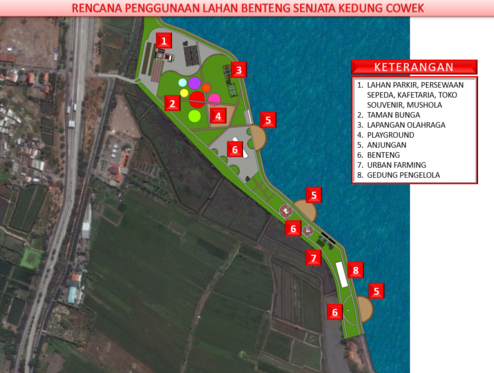 RENCANA PENGGUNAAN LAHAN BENTENG SENJATA KEDUNG COWEK
KETERANGAN
1. LAHAN PARKIR, PERSEWAAN
SEPEDA, KAFETARIA, TOKO
SOUVENIR, MUSHOLA
2. TAMAN BUNGA
3. LAPANGAN OLAHRAGA
4. PLAYGROUND
5. ANJUNGAN
6. BENTENG
7. URBAN FARMING
8. GEDUNG PENGELOLA
1
3
2
4
5
6
5
6
7
8
5
6